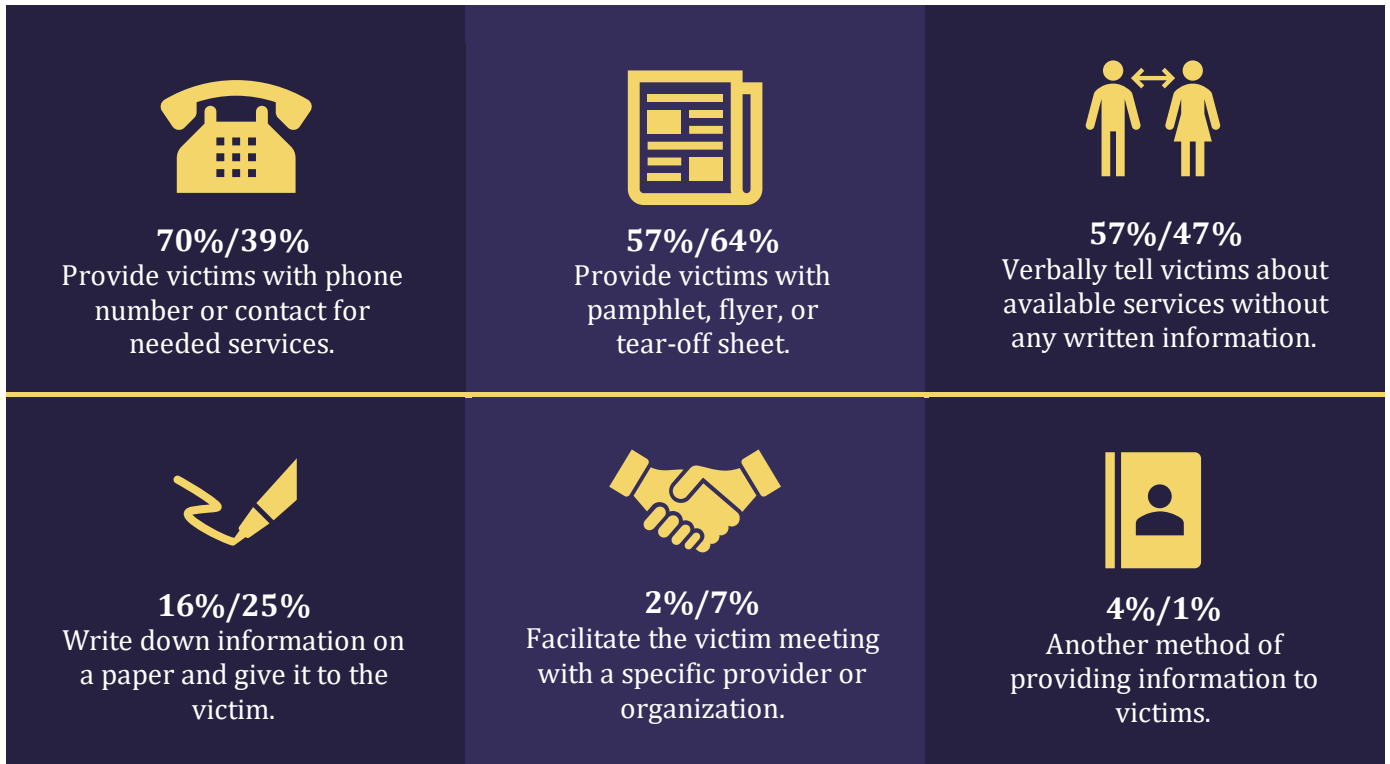 70%/39%
Provide victims with phone
number or contact for
needed services.
57%/64%
Provide victims with
pamphlet, flyer, or
tear-off sheet.
57%/47%
Verbally tell victims about
available services without
any written information.
16%/25%
Write down information on
a paper and give it to the
victim.
2%/7%
Facilitate the victim meeting
with a specific provider or
organization.
4%/1%
Another method of
providing information to
victims.